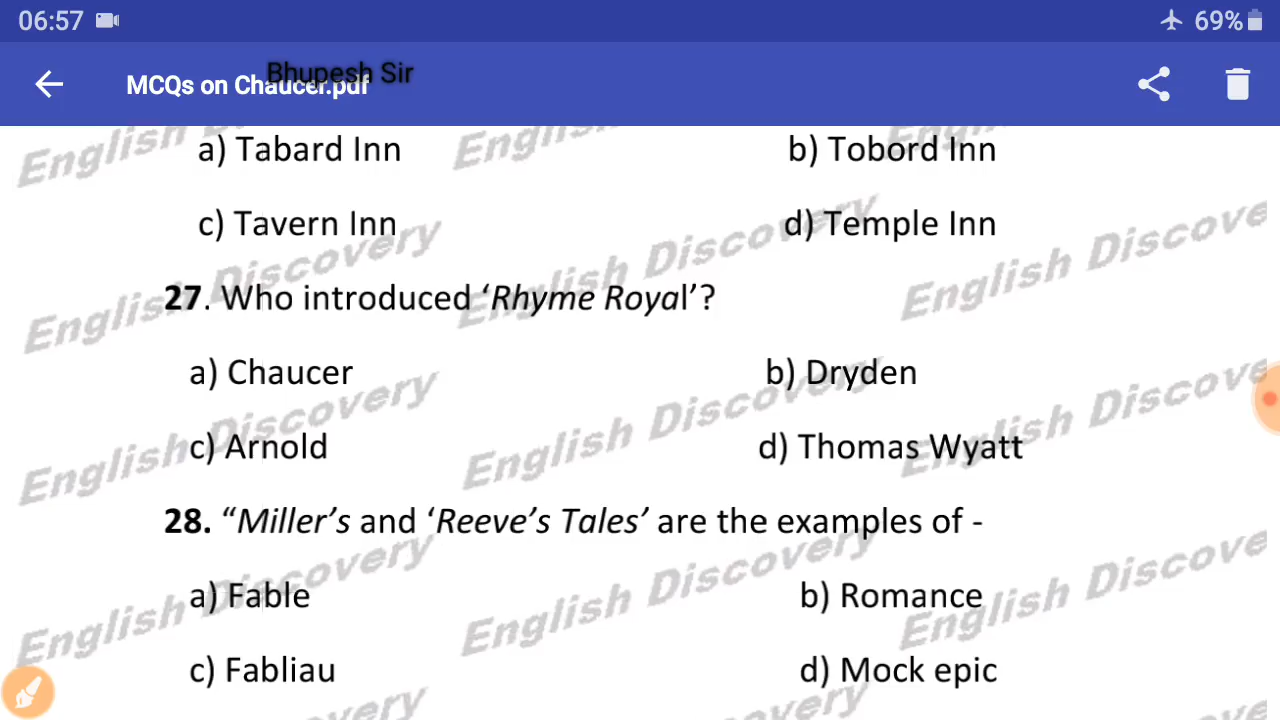 06:57 69%
Bhupesh Sir
MCQs on Chaucer.pdf
a) Tabard Inn b) Tobord Inn
c) Tavern Inn d) Temple Inn
27. Who introduced ‘Rhyme Royal’?
a) Chaucer b) Dryden
c) Arnold d) Thomas Wyatt
28. “Miller’s and ‘Reeve’s Tales’ are the examples of -
a) Fable b) Romance
c) Fabliau d) Mock epic
English Discovery